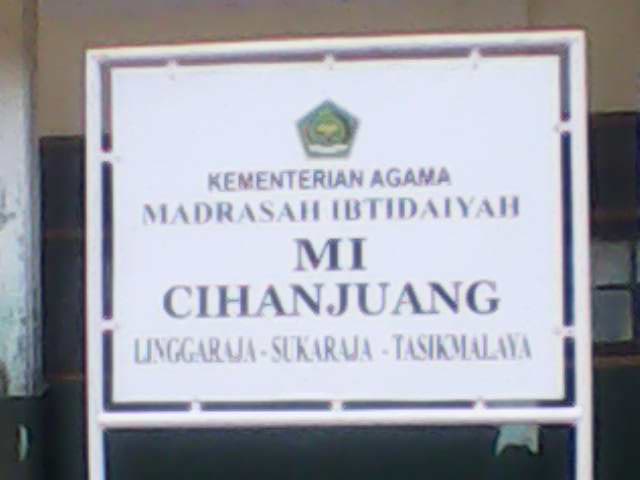 KEMENTERIAN AGAMA
MADRASAH IBTIDAIYAH
MI
CIHANJUANG
LINGGARAJA - SUKARAJA - TASIKMALAYA